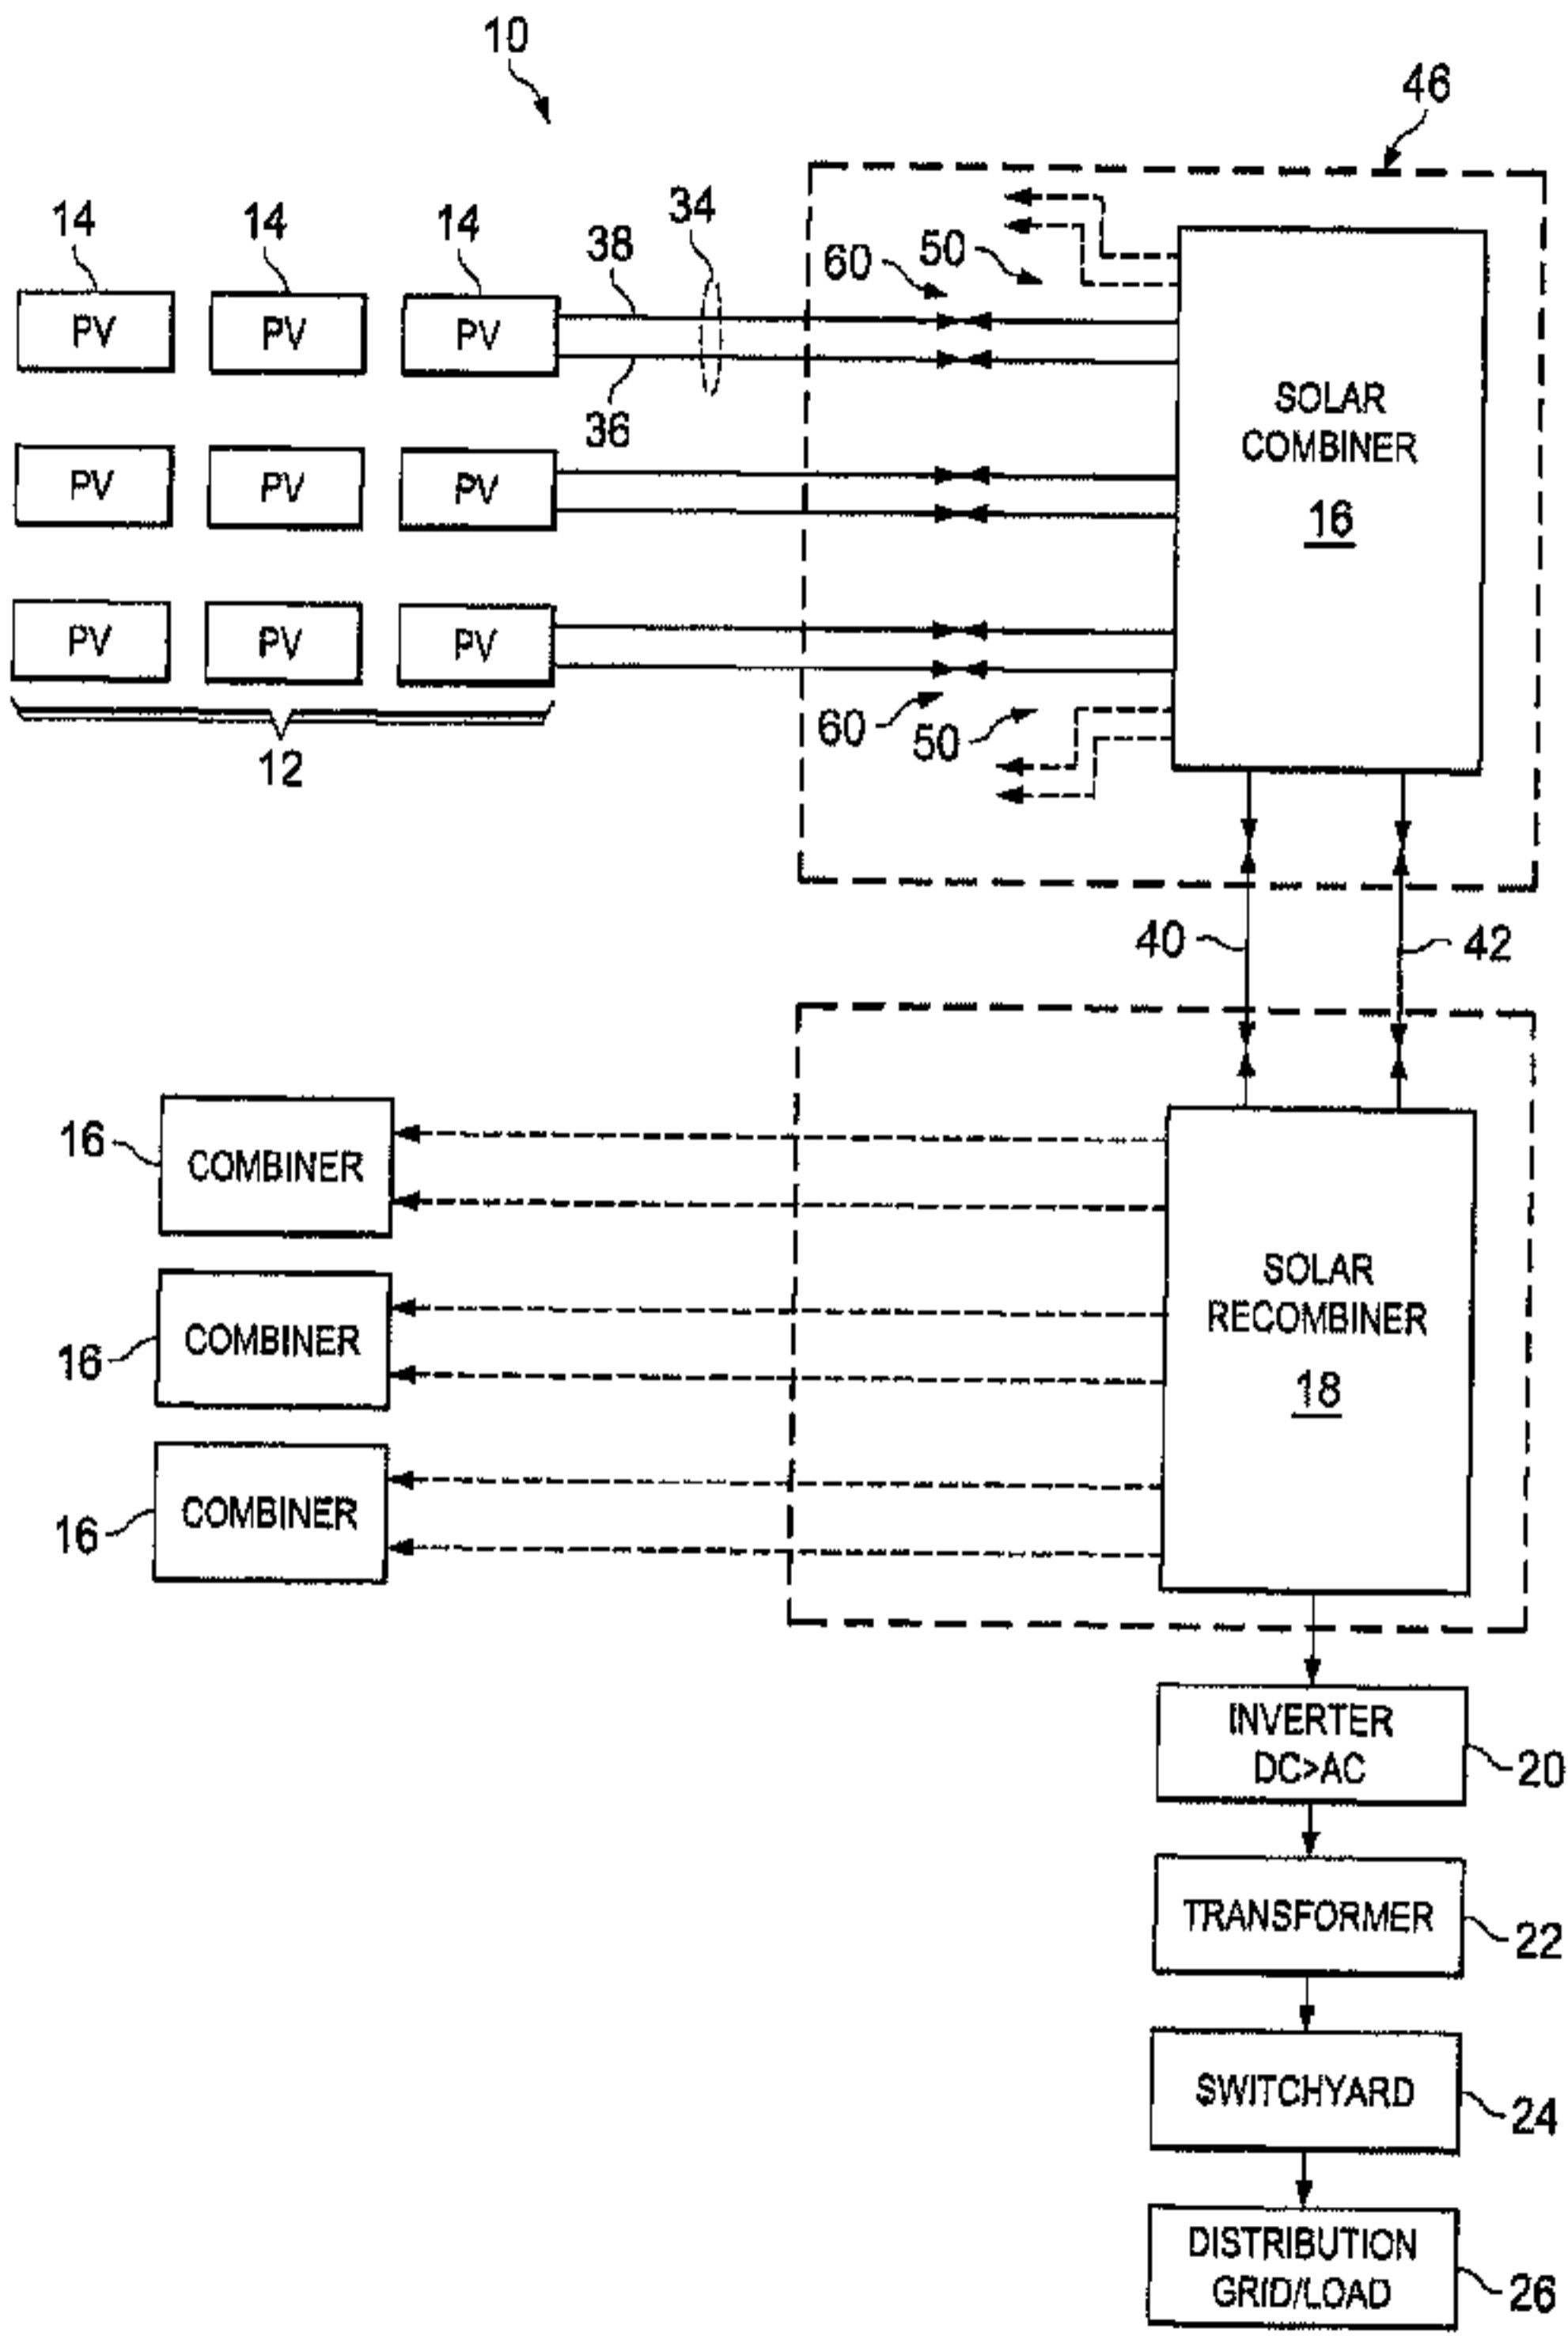 10
46
14
14
14
38
34
60
50
PV
PV
PV
36
SOLAR
COMBINER
16
PV
PV
PV
PV
PV
PV
60
50
12
40
42
16
COMBINER
SOLAR
RECOMBINER
18
16
COMBINER
16
COMBINER
INVERTER
DC>AC
20
TRANSFORMER
22
SWITCHYARD
24
DISTRIBUTION
GRID/LOAD
26